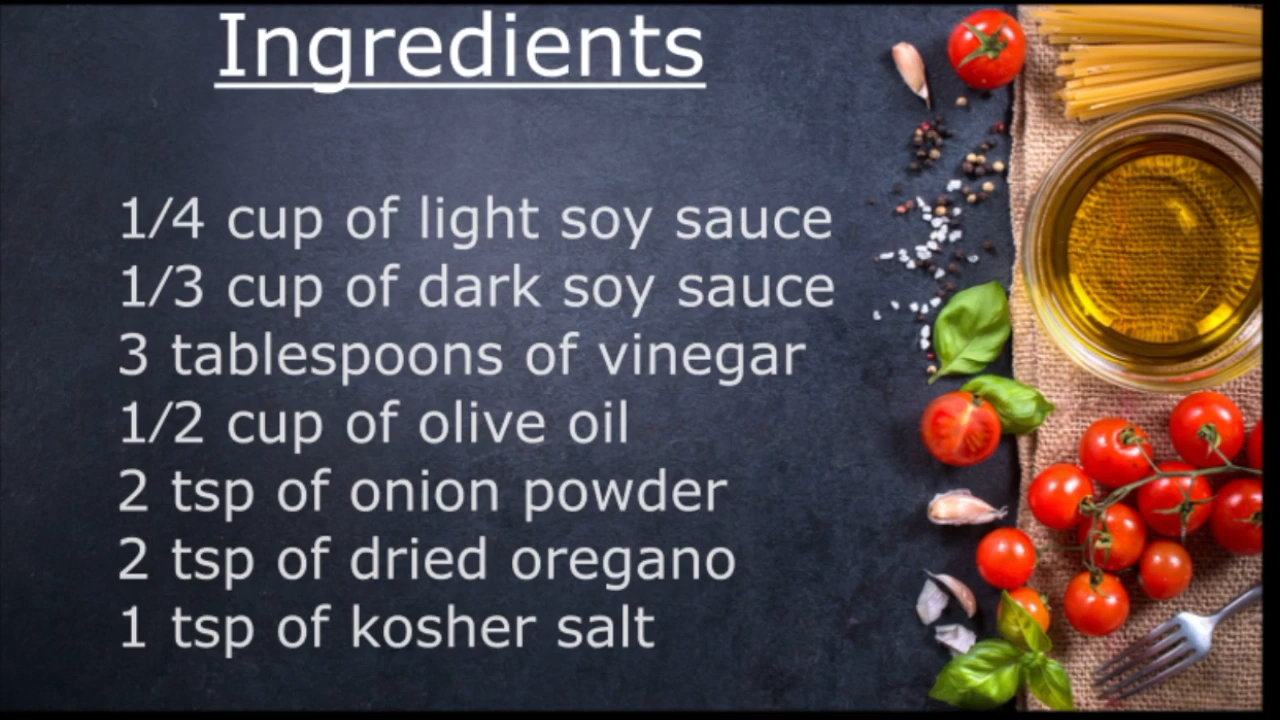 Ingredients
1/4 cup of light soy sauce
1/3 cup of dark soy sauce
3 tablespoons of vinegar
1/2 cup of olive oil
2 tsp of onion powder
2 tsp of dried oregano
1 tsp of kosher salt